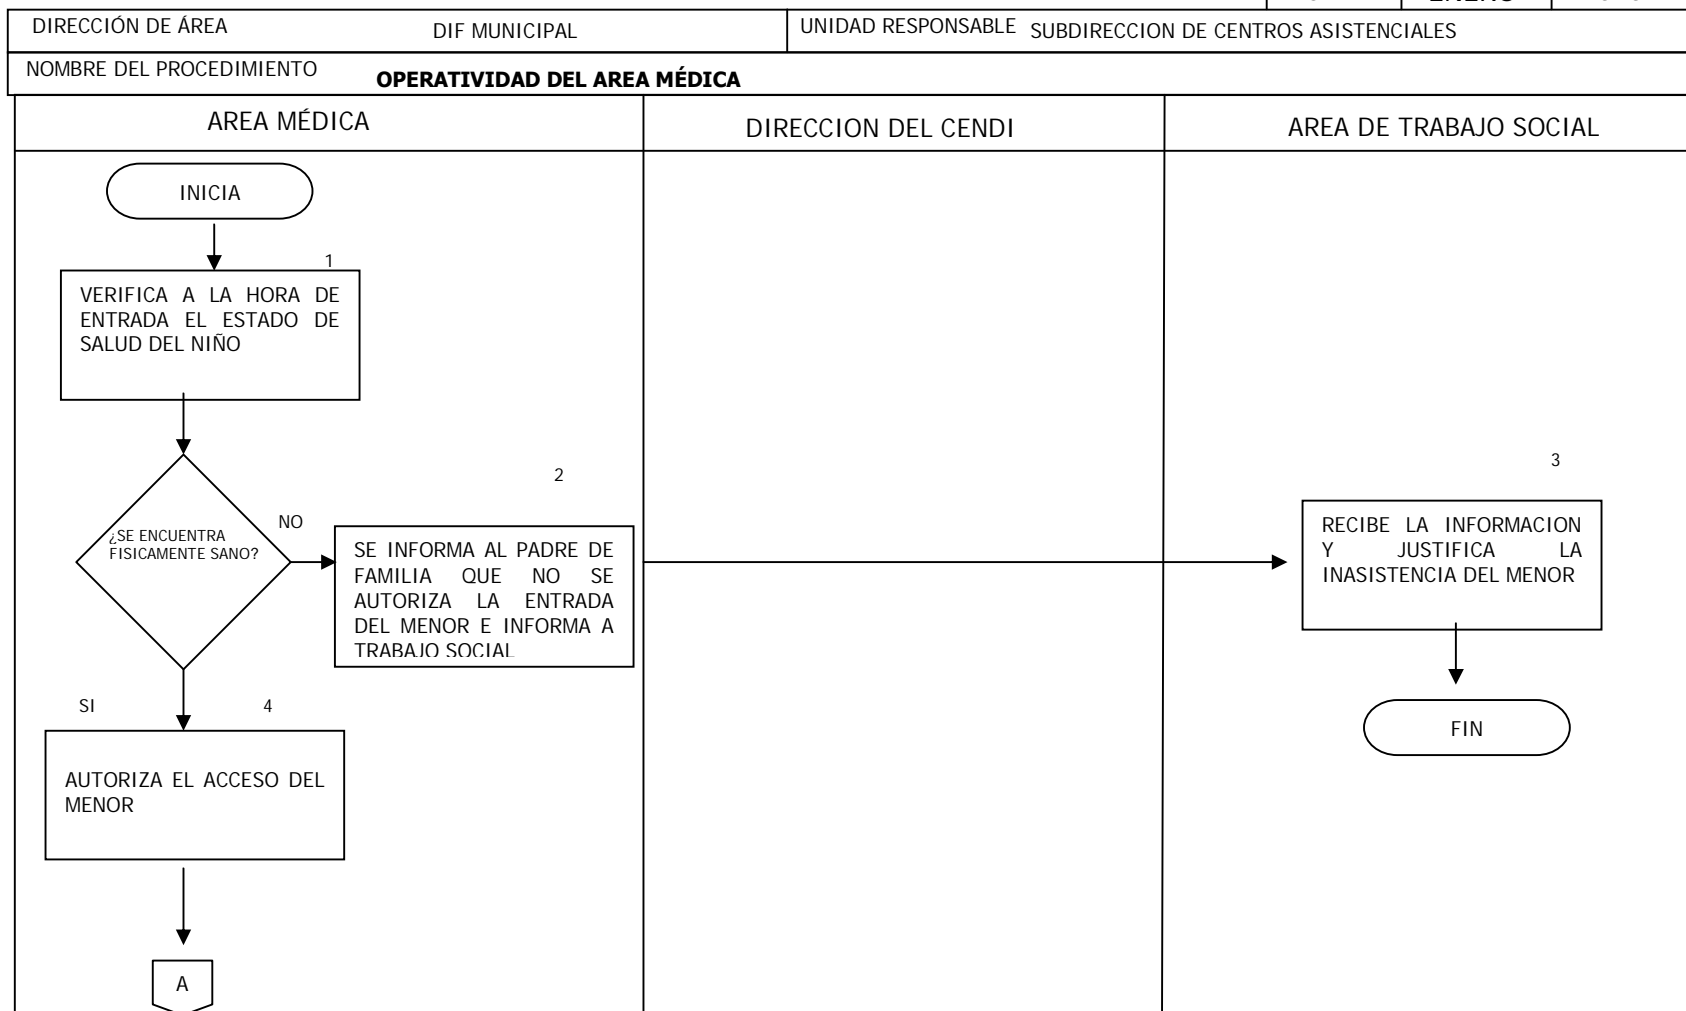 DIRECCIÓN DE ÁREA DIF MUNICIPAL UNIDAD RESPONSABLE SUBDIRECCION DE CENTROS ASISTENCIALES
NOMBRE DEL PROCEDIMIENTO OPERATIVIDAD DEL AREA MÉDICA
AREA MÉDICA DIRECCION DEL CENDI AREA DE TRABAJO SOCIAL
INICIA
1
VERIFICA A LA HORA DE
ENTRADA EL ESTADO DE
SALUD DEL NIÑO
¿SE ENCUENTRA
FISICAMENTE SANO?
NO
2
SE INFORMA AL PADRE DE
FAMILIA QUE NO SE
AUTORIZA LA ENTRADA
DEL MENOR E INFORMA A
TRABAJO SOCIAL
3
RECIBE LA INFORMACION
Y JUSTIFICA LA
INASISTENCIA DEL MENOR
FIN
SI
4
AUTORIZA EL ACCESO DEL
MENOR
A